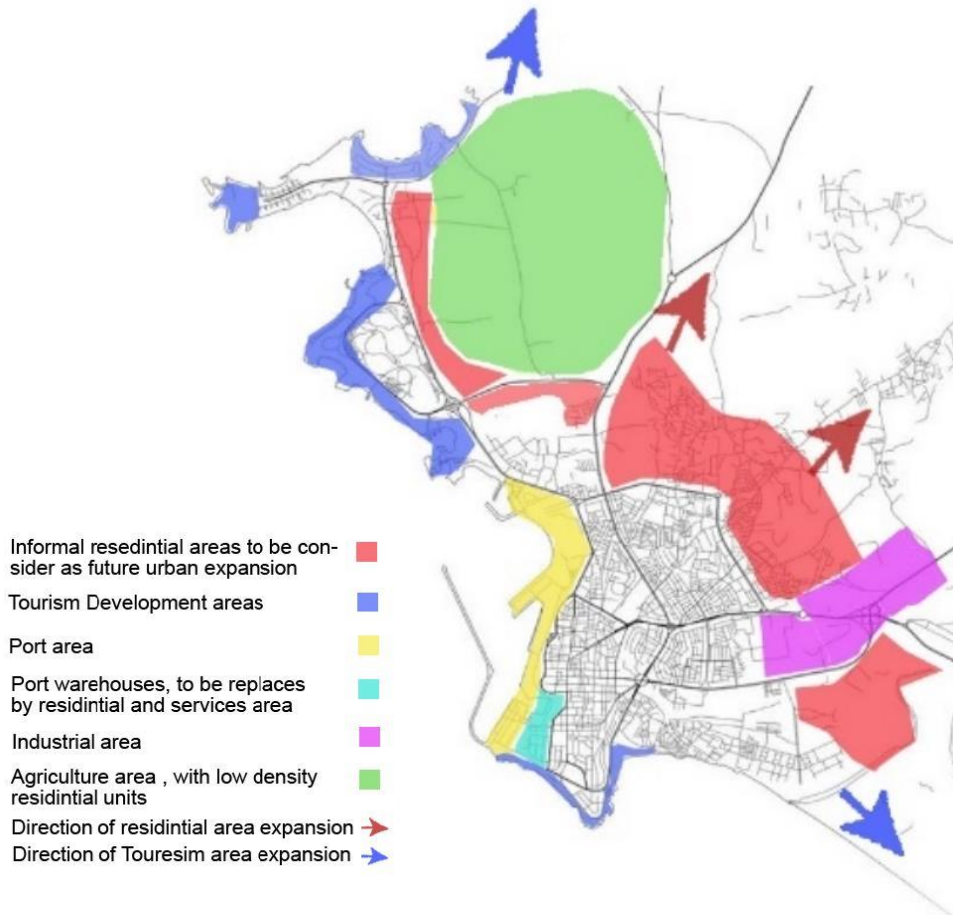 Informal resedintial areas to be con-
sider as future urban expansion
Tourism Development areas
Port area
Port warehouses, to be replaces
by residintial and services area
Industrial area
Agriculture area , with low density
residintial units
Direction of residintial area expansion
Direction of Touresim area expansion